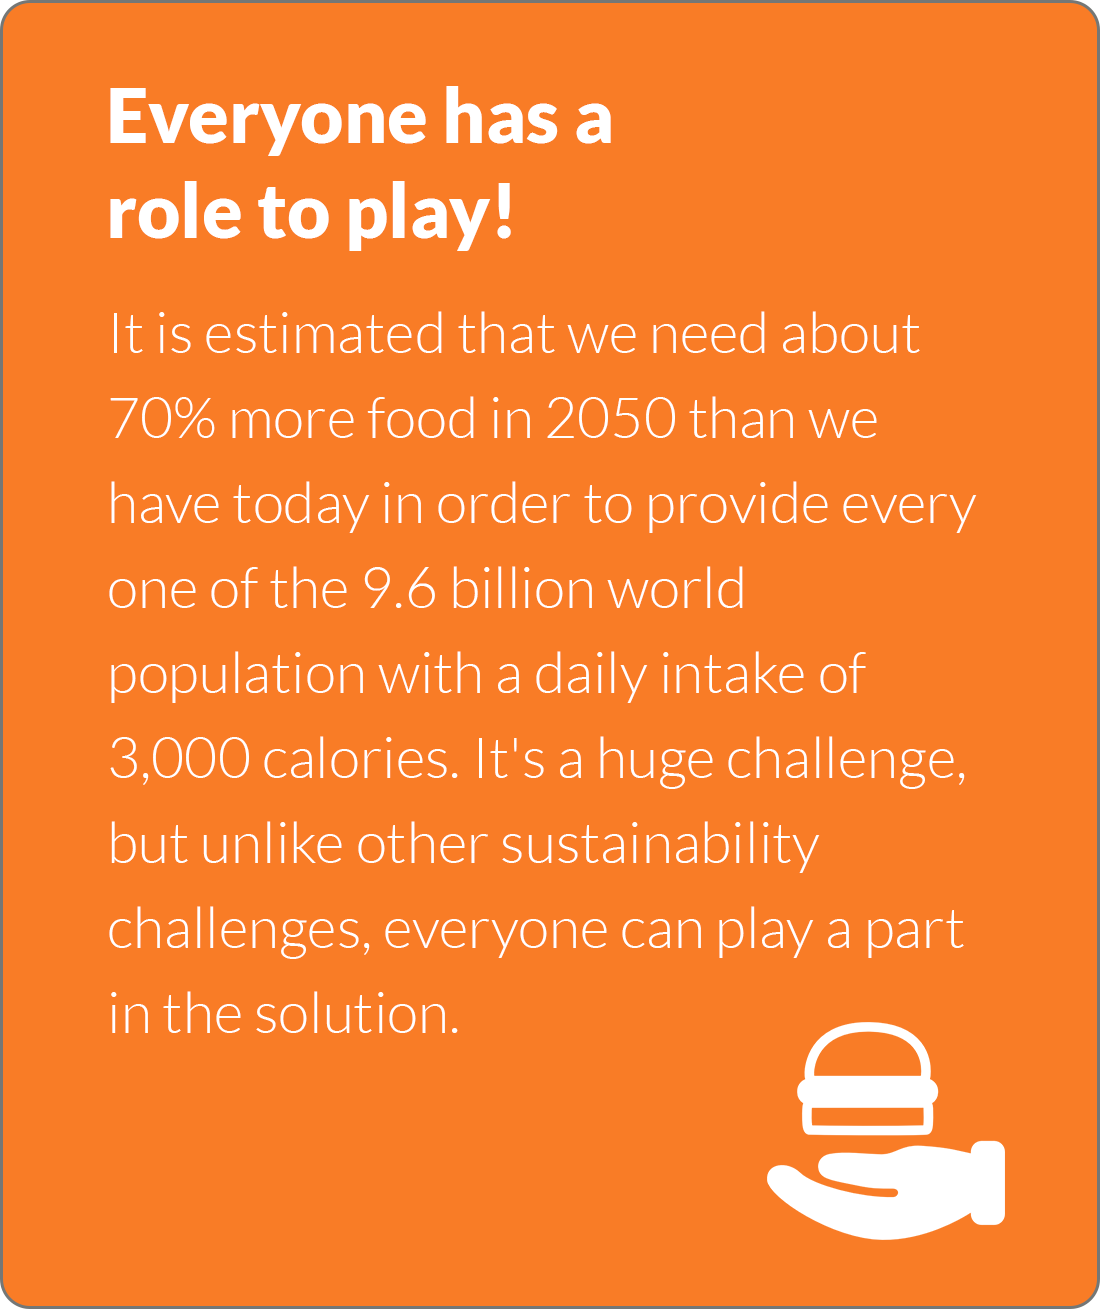 Everyone has a
role to play!
It is estimated that we need about
70% more food in 2050 than we
have today in order to provide every
one of the 9.6 billion world
population with a daily intake of
3,000 calories. It's a huge challenge,
but unlike other sustainability
challenges, everyone can play a part
in the solution.